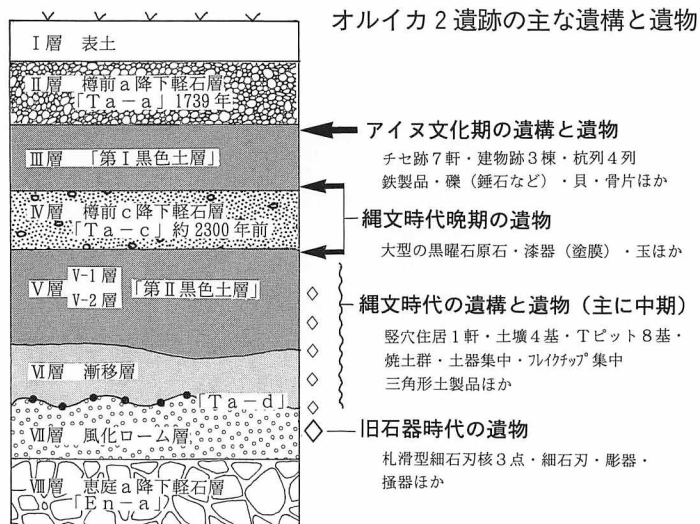 オルイカ2遺跡の主な遺構と遺物
Ⅰ層 表土
Ⅱ層 樽前a降下軽石層
「Ta-a」1739年
Ⅲ層 「第Ⅰ黒色土層」
Ⅳ層 樽前c降下軽石層
「Ta-c」約2300年前
Ⅴ層 V-1層 「第Ⅱ黒色土層」
V-2層
Ⅵ層 漸移層
「Ta-d」
Ⅶ層 風化ローム層
Ⅷ層 恵庭a降下軽石層
「En-a」
アイヌ文化期の遺構と遺物
チセ跡7軒・建物跡3棟・杭列4列
鉄製品・礫(錘石など)・貝・骨片ほか
縄文時代晩期の遺物
大型の黒曜石原石・漆器(塗膜)・玉ほか
縄文時代の遺構と遺物(主に中期)
竪穴住居1軒・土壙4基・Tピット8基・
焼土群・土器集中・フレイクチップ集中
三角形土製品ほか
旧石器時代の遺物
札滑型細石刃核3点・細石刃・彫器・
掻器ほか